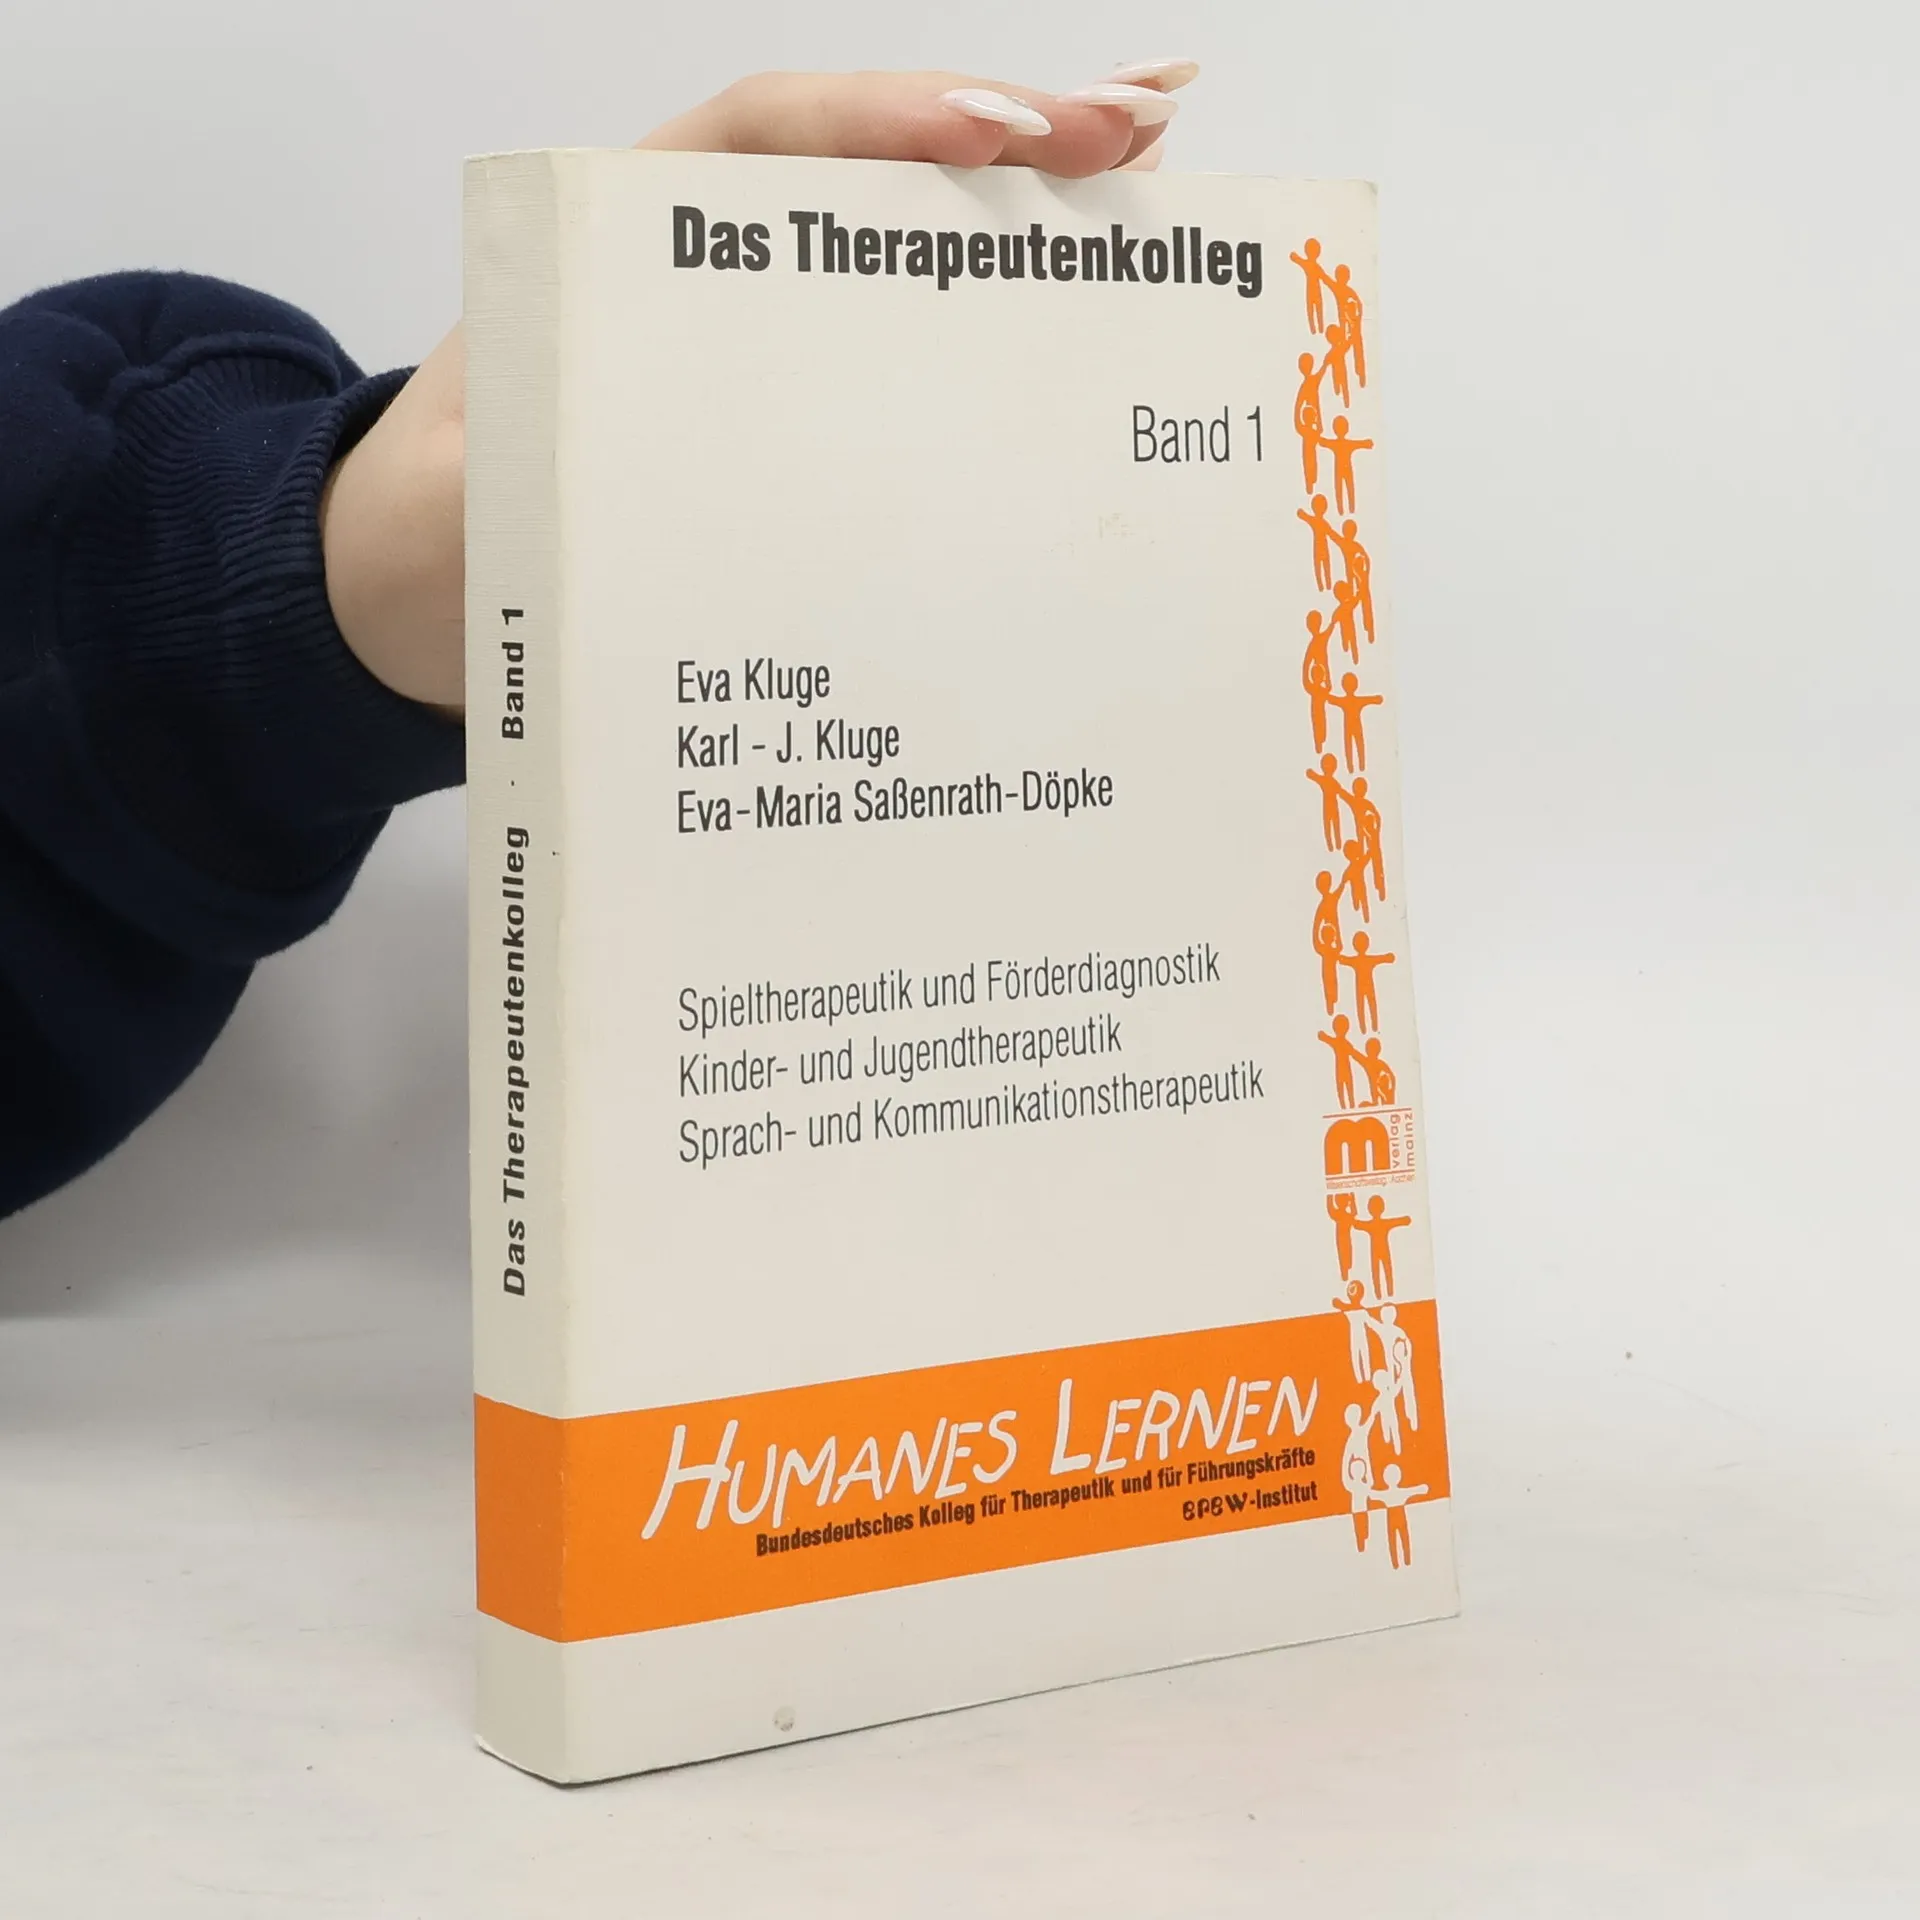 Das Therapeutenkolleg
Band 1
Eva Kluge
Karl - J. Kluge
Eva-Maria Saßenrath-Döpke
Spieltherapeutik und Förderdiagnostik
Kinder- und Jugendtherapeutik
Sprach- und Kommunikationstherapeutik
m
verlag
mainz
Wissenschaftsverlag Aachen
HUMANES LERNEN
Bundesdeutsches Kolleg für Therapeutik und für Führungskräfte
BPBW-Institut
Das Therapeutenkolleg · Band 1